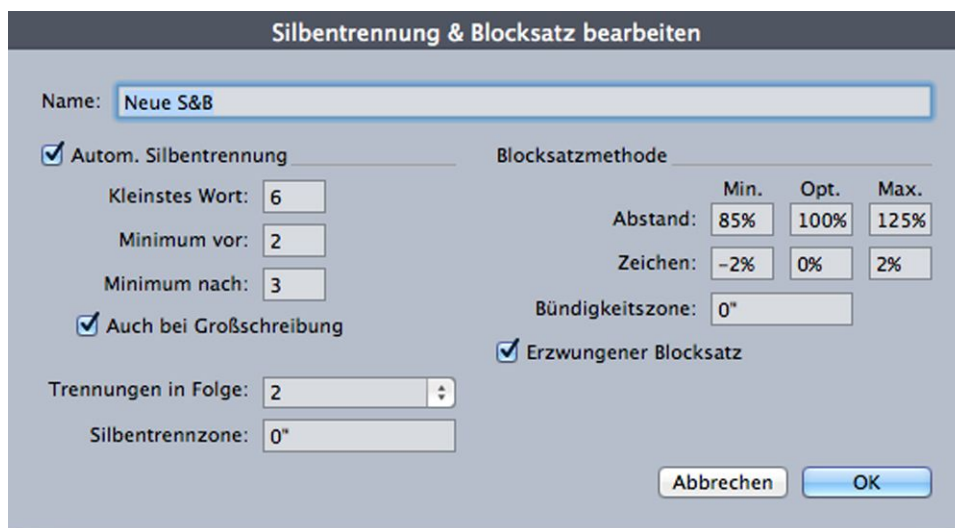 Silbentrennung & Blocksatz bearbeiten
Name: Neue S&B
Autom. Silbentrennung
Kleinstes Wort: 6
Minimum vor: 2
Minimum nach: 3
Auch bei Großschreibung
Trennungen in Folge: 2
Silbentrennzone: 0"
Blocksatzmethode
Min. Opt. Max.
Abstand: 85% 100% 125%
Zeichen: -2% 0% 2%
Bündigkeitszone: 0"
Erzwungener Blocksatz
Abbrechen OK